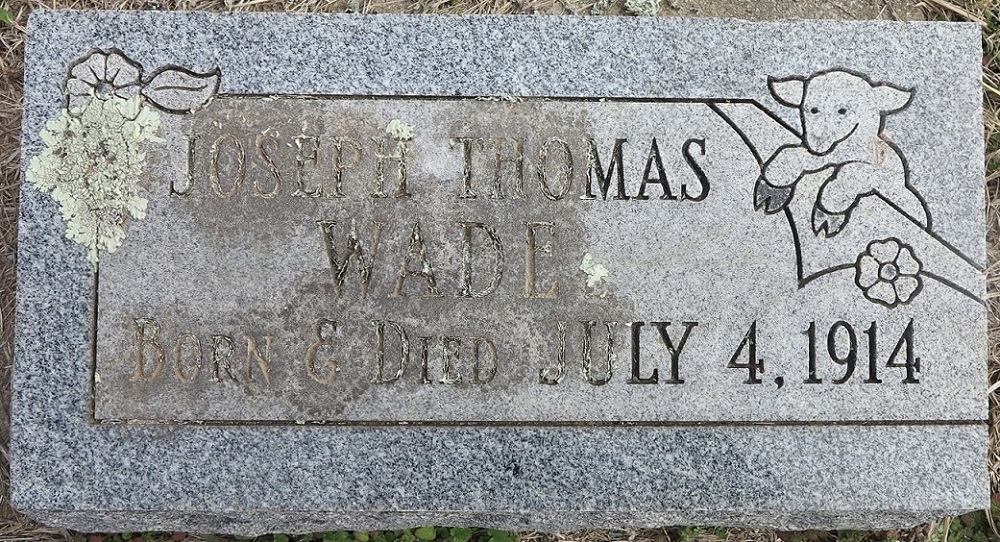 JOSEPH THOMAS
WADE
BORN & DIED JULY 4, 1914